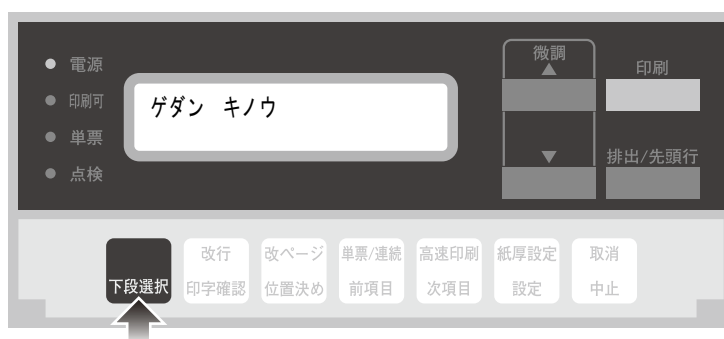 電源
印刷可
単票
点検
ゲダン キノウ
微調
▲
▼
印刷
排出/先頭行
改行 改ページ 単票/連続 高速印刷 紙厚設定 取消
下段選択 印字確認 位置決め 前項目 次項目 設定 中止